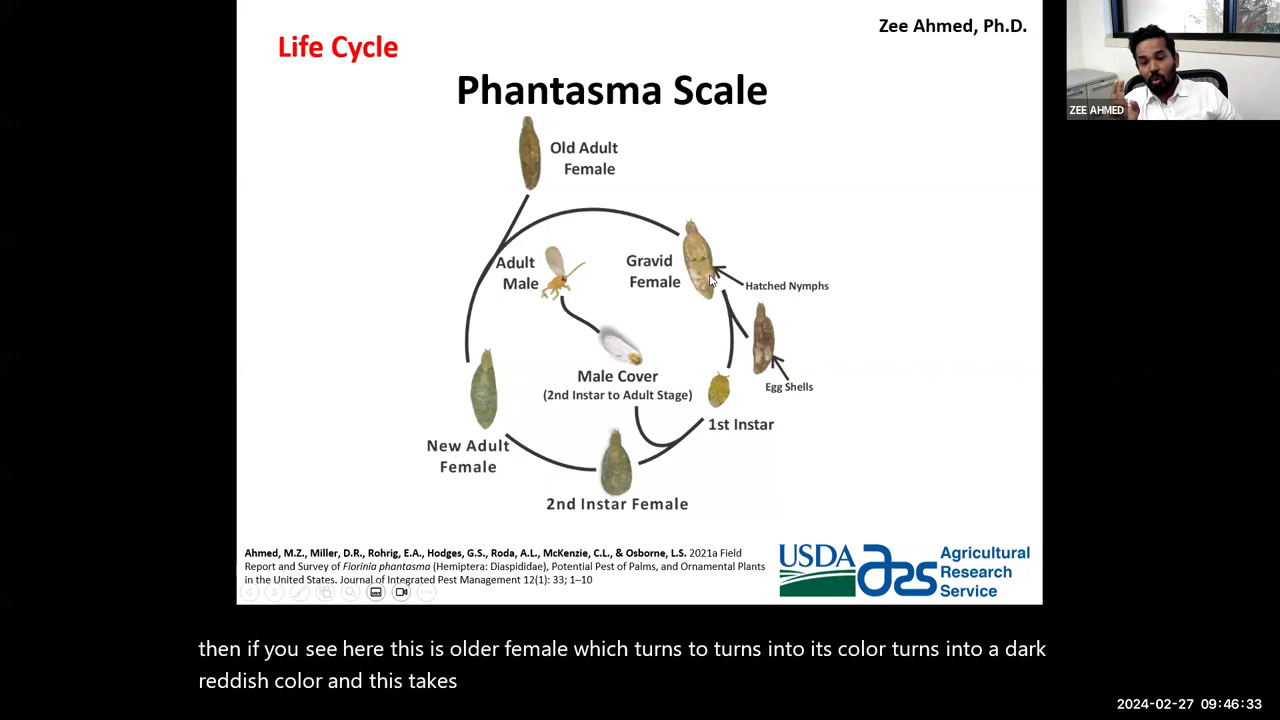 Zee Ahmed, Ph.D.
Life Cycle
Phantasma Scale
ZEE AHMED
Old Adult
Female
Adult
Male
Gravid
Female
Hatched Nymphs
Male Cover
(2nd Instar to Adult Stage)
Egg Shells
1st Instar
New Adult
Female
2nd Instar Female
Ahmed, M.Z., Miller, D.R., Rohrig, E.A., Hodges, G.S., Roda, A.L., McKenzie, C.L., & Osborne, L.S. 2021a Field
Report and Survey of Fiorinia phantasma (Hemiptera: Diaspididae), Potential Pest of Palms, and Ornamental Plants
in the United States. Journal of Integrated Pest Management 12(1): 33; 1–10
USDA
ars
Agricultural
Research
Service
then if you see here this is older female which turns to turns into its color turns into a dark
reddish color and this takes
2024-02-27 09:46:33